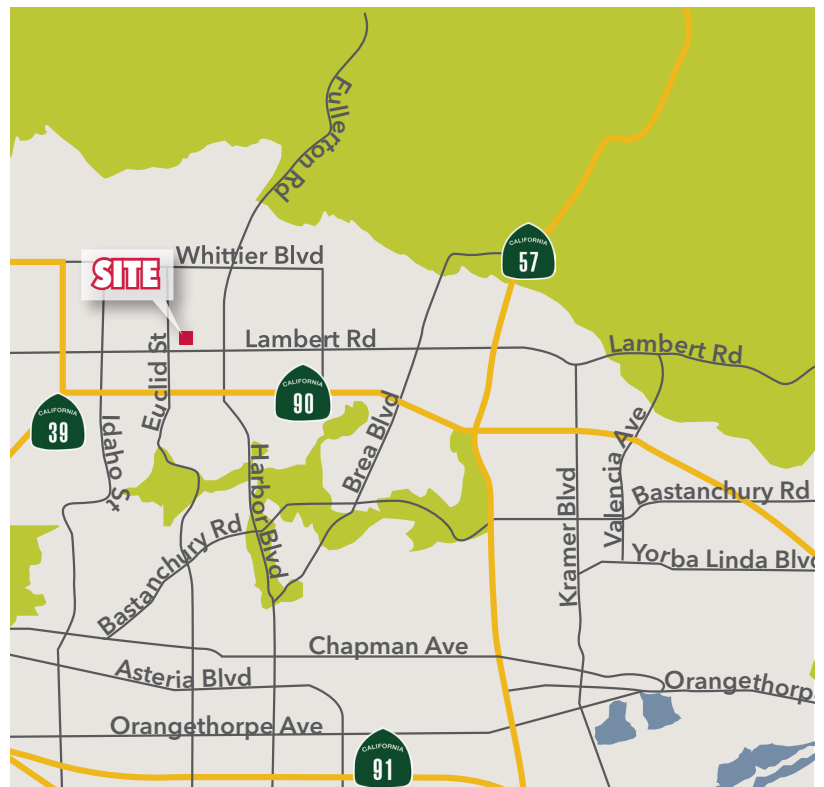 Fullerton Rd
Whittier Blvd
CALIFORNIA
57
SITE
Euclid St
Lambert Rd
Lambert Rd
CALIFORNIA
90
CALIFORNIA
39
Idaho St
Harbor Blvd
Brea Blvd
Kramer Blvd
Valencia Ave
Bastanchury Rd
Bastanchury Rd
Yorba Linda Blvd
Chapman Ave
Asteria Blvd
Orangethorpe
Orangethorpe Ave
CALIFORNIA
91